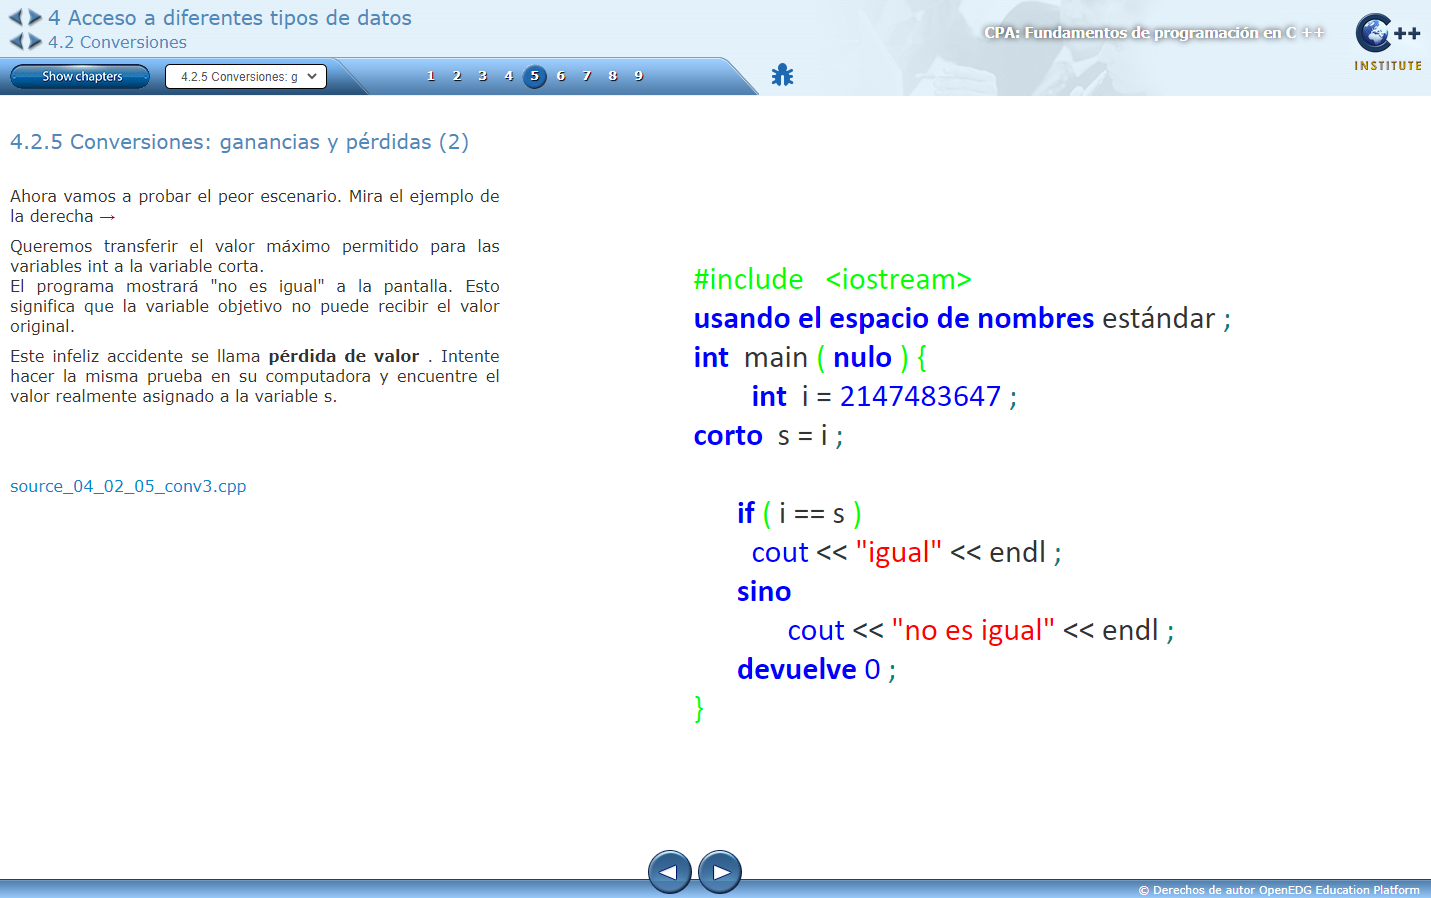 4 Acceso a diferentes tipos de datos
4.2 Conversiones
CPA: Fundamentos de programación en C ++
C++
INSTITUTE
Show chapters
4.2.5 Conversiones: g
1 2 3 4 5 6 7 8 9
4.2.5 Conversiones: ganancias y pérdidas (2)
Ahora vamos a probar el peor escenario. Mira el ejemplo de
la derecha →
Queremos transferir el valor máximo permitido para las
variables int a la variable corta.
El programa mostrará "no es igual" a la pantalla. Esto
significa que la variable objetivo no puede recibir el valor
original.
Este infeliz accidente se llama pérdida de valor . Intente
hacer la misma prueba en su computadora y encuentre el
valor realmente asignado a la variable s.
source_04_02_05_conv3.cpp
#include <iostream>
usando el espacio de nombres estándar ;
int main ( nulo ) {
int i = 2147483647 ;
corto s = i ;
if ( i == s )
cout << "igual" << endl ;
sino
cout << "no es igual" << endl ;
devuelve 0 ;
}
© Derechos de autor OpenEDG Education Platform